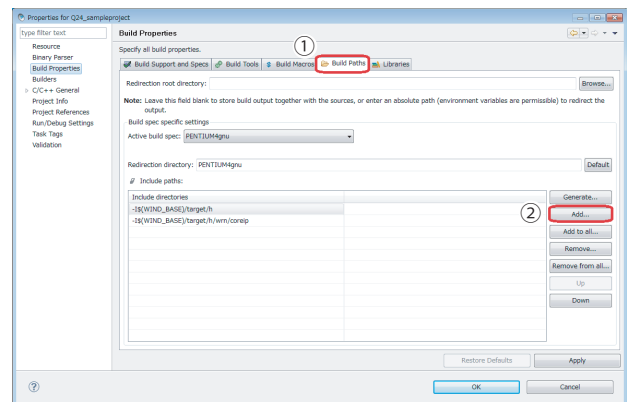 Properties for Q24_sampleproject
type filter text
Resource
Binary Parser
Build Properties
Builders
C/C++ General
Project Info
Project References
Run/Debug Settings
Task Tags
Validation
Build Properties
Specify all build properties.
①
Build Support and Specs Build Tools Build Macros Build Paths Libraries
Redirection root directory: Browse...
Note: Leave this field blank to store build output together with the sources, or enter an absolute path (environment variables are permissible) to redirect the
output.
Build spec specific settings
Active build spec: PENTIUM4gnu
Redirection directory: PENTIUM4gnu Default
Include paths:
Include directories
-I$(WIND_BASE)/target/h
-I$(WIND_BASE)/target/h/wrn/coreip
Generate...
② Add...
Add to all...
Remove...
Remove from all...
Up
Down
Restore Defaults Apply
? OK Cancel